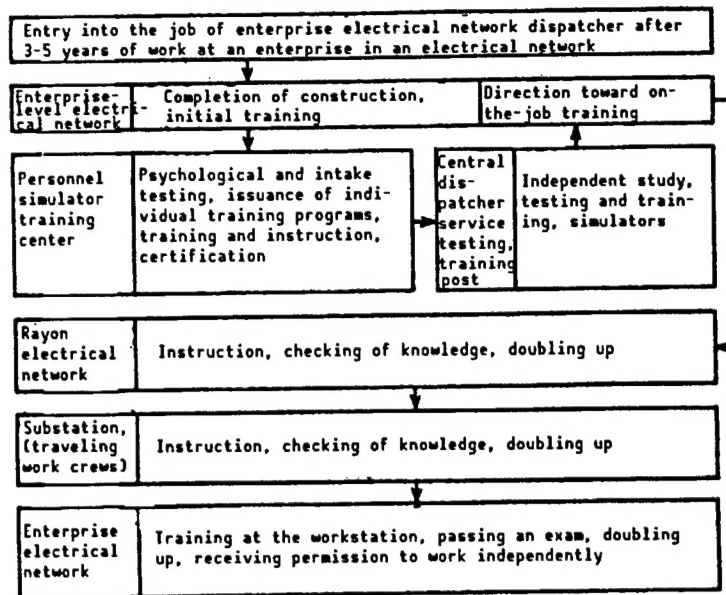 Entry into the job of enterprise electrical network dispatcher after
3-5 years of work at an enterprise in an electrical network
Enterprise-
level electri-
cal network
Completion of construction,
initial training
Direction toward on-
the-job training
Personnel
simulator
training
center
Psychological and intake
testing, issuance of indi-
vidual training programs,
training and instruction,
certification
Central
dis-
patcher
service
testing,
training
post
Independent study,
testing and train-
ing, simulators
Rayon
electrical
network
Instruction, checking of knowledge, doubling up
Substation,
(traveling
work crews)
Instruction, checking of knowledge, doubling up
Enterprise
electrical
network
Training at the workstation, passing an exam, doubling
up, receiving permission to work independently